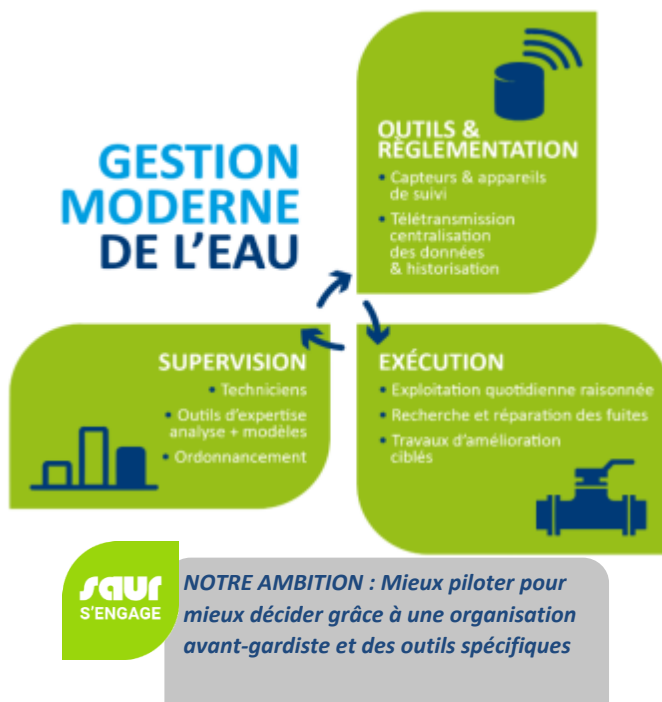 GESTION
MODERNE
DE L'EAU
OUTILS &
RÈGLEMENTATION
• Capteurs & appareils
de suivi
• Télétransmission
centralisation
des données
& historisation
SUPERVISION
• Techniciens
• Outils d'expertise
analyse + modèles
• Ordonnancement
EXÉCUTION
• Exploitation quotidienne raisonnée
• Recherche et réparation des fuites
• Travaux d'amélioration
ciblés
saur
S'ENGAGE
NOTRE AMBITION : Mieux piloter pour
mieux décider grâce à une organisation
avant-gardiste et des outils spécifiques